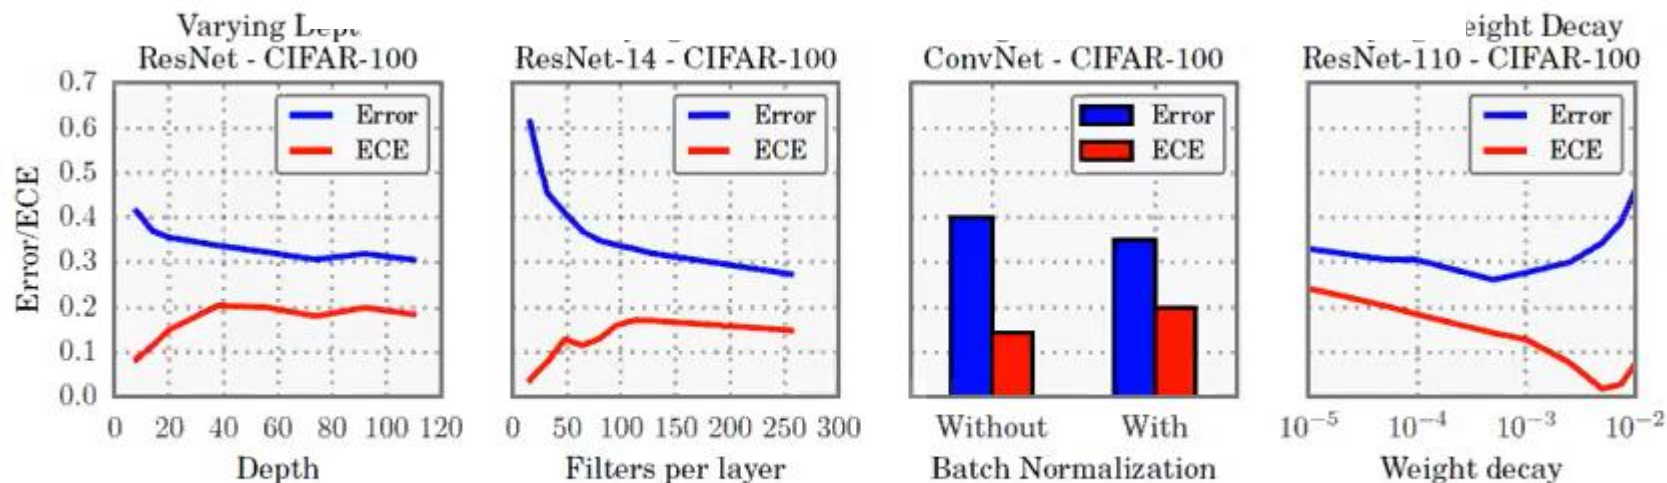 Varying
ResNet - CIFAR-100
Error
ECE
Error/ECE
0.7
0.6
0.5
0.4
0.3
0.2
0.1
0.0
0 20 40 60 80 100 120
Depth
ResNet-14 - CIFAR-100
Error
ECE
0 50 100 150 200 250 300
Filters per layer
ConvNet - CIFAR-100
Error
ECE
Without With
Batch Normalization
Decay
ResNet-110 - CIFAR-100
Error
ECE
10⁻⁵ 10⁻⁴ 10⁻³ 10⁻²
Weight decay